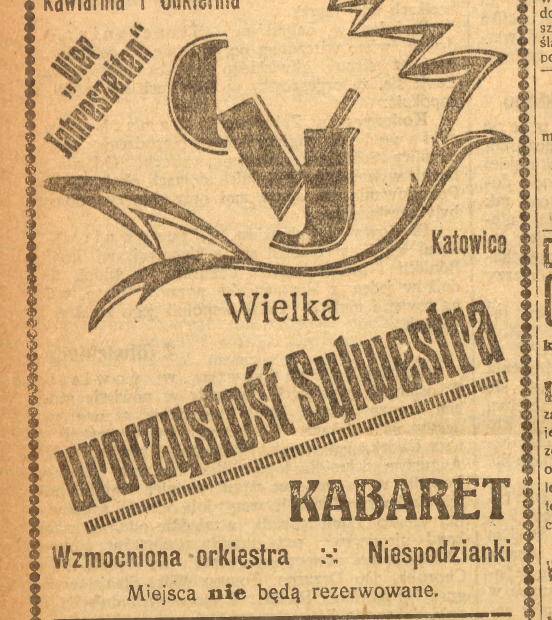 Kawiarnia i Cukiernia
„Vier
Jahreszeiten”
Katowice
Wielka
uroczystość Sylwestra
KABARET
Wzmocniona orkiestra :-: Niespodzianki
Miejsca nie będą rezerwowane.